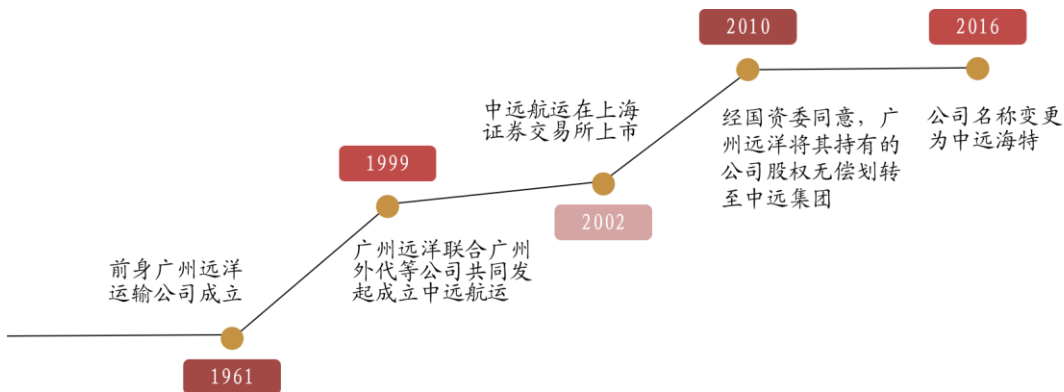 1961
前身广州远洋
运输公司成立
1999
广州远洋联合广州
外代等公司共同发
起成立中远航运
2002
中远航运在上海
证券交易所上市
2010
经国资委同意，广
州远洋将其持有的
公司股权无偿划转
至中远集团
2016
公司名称变更
为中远海特